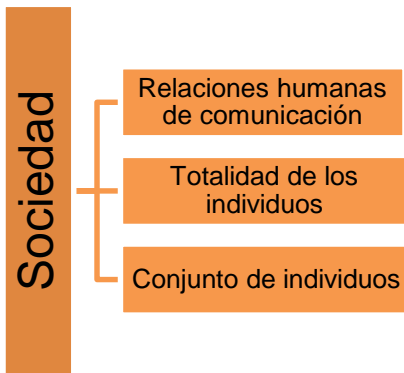 Sociedad
Relaciones humanas
de comunicación
Totalidad de los
individuos
Conjunto de individuos